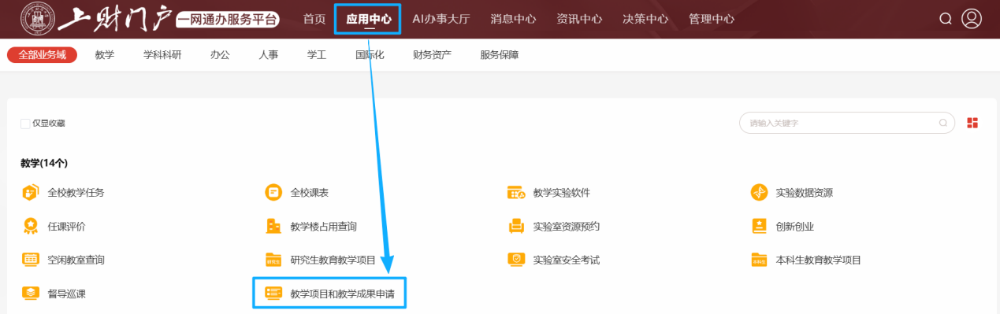 上财门户 一网通办服务平台 首页 应用中心 AI办事大厅 消息中心 资讯中心 决策中心 管理中心
全部业务域 教学 学科科研 办公 人事 学工 国际化 财务资产 服务保障
仅显收藏 请输入关键字
教学(14个)
全校教学任务 全校课表 教学实验软件 实验数据资源
任课评价 教学楼占用查询 实验室资源预约 创新创业
空闲教室查询 研究生 研究生教育教学项目 实验室安全考试 本科生 本科生教育教学项目
督导巡课 教学项目和教学成果申请